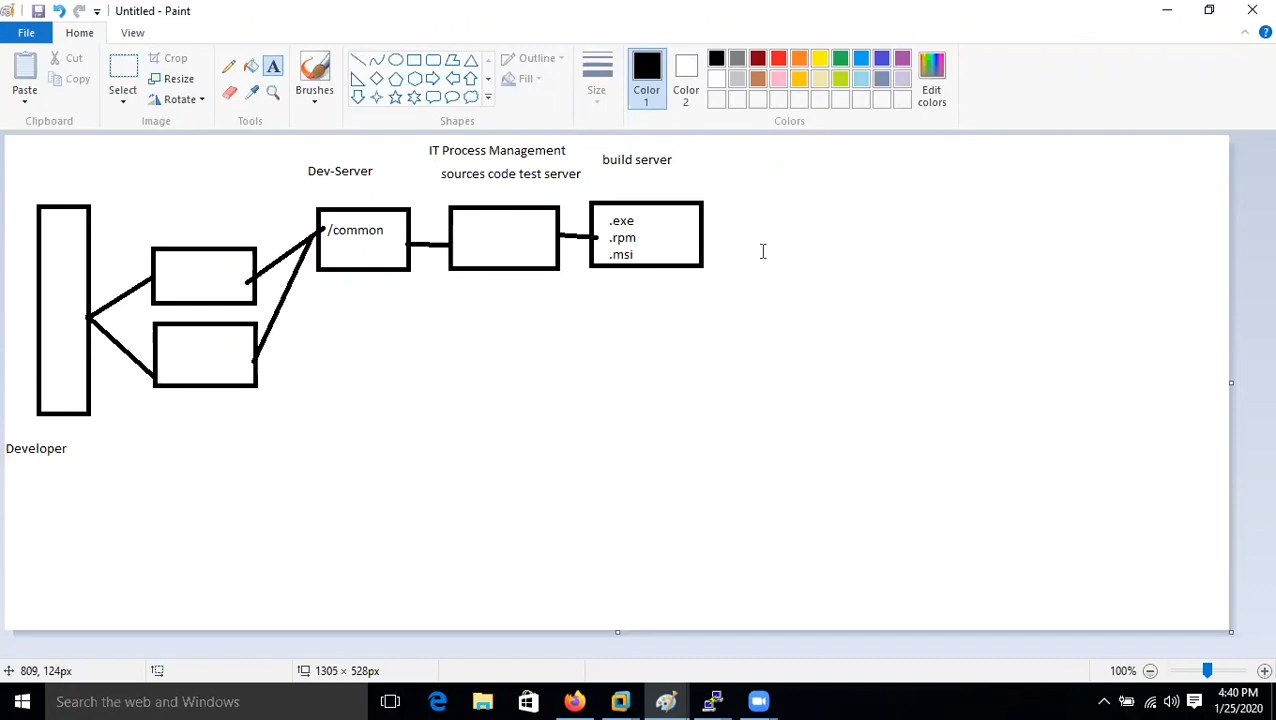 Untitled - Paint
File
Home
View
Paste
Cut
Copy
Clipboard
Select
Crop
Resize
Rotate
Image
Tools
Brushes
Shapes
Outline
Fill
Size
Color 1
Color 2
Edit colors
Colors
IT Process Management
build server
Dev-Server
sources code test server
/common
.exe
.rpm
.msi
Developer
809, 124px
1305 × 528px
100%
Search the web and Windows
4:40 PM
1/25/2020